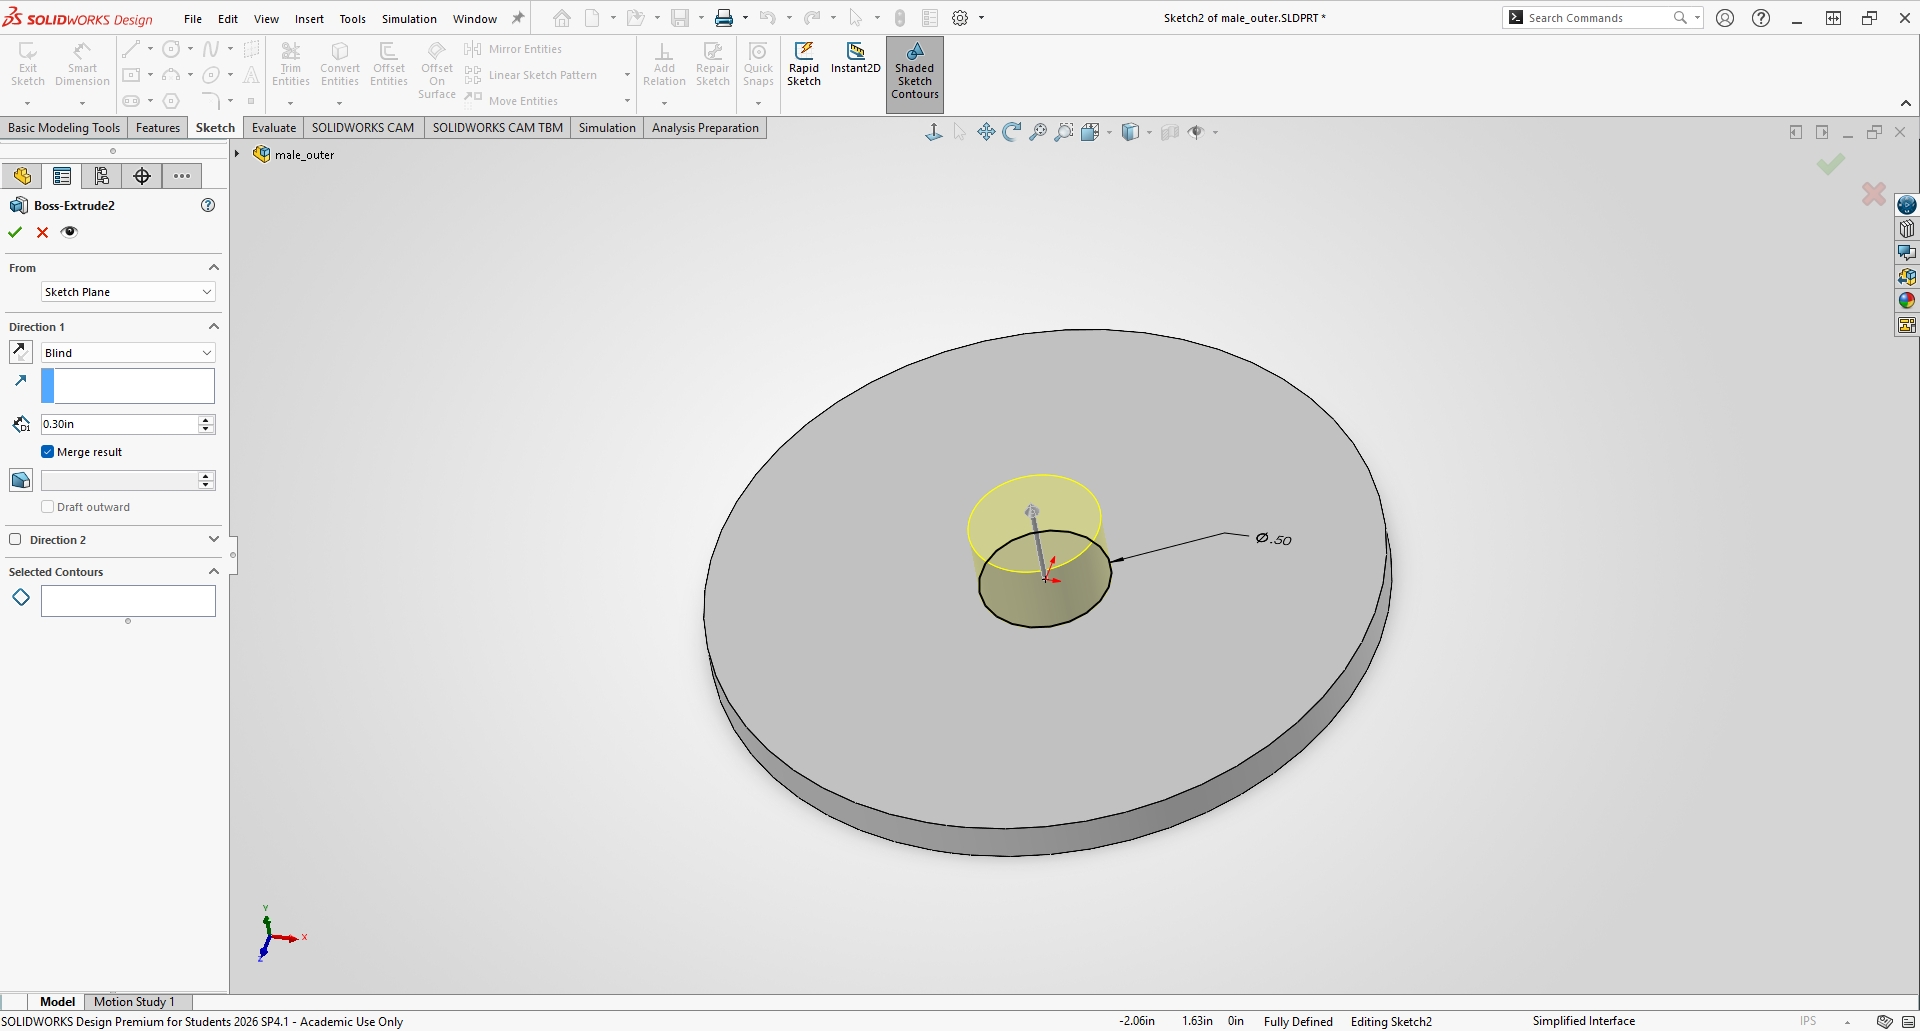 SOLIDWORKS Design File Edit View Insert Tools Simulation Window Sketch2 of male_outer.SLDPRT * Search Commands
Exit Sketch
Smart Dimension
Trim Entities
Convert Entities
Offset Entities
Offset On Surface
Mirror Entities
Linear Sketch Pattern
Move Entities
Add Relation
Repair Sketch
Quick Snaps
Rapid Sketch
Instant2D
Shaded Sketch Contours
Basic Modeling Tools Features Sketch Evaluate SOLIDWORKS CAM SOLIDWORKS CAM TBM Simulation Analysis Preparation
male_outer
Boss-Extrude2
From
Sketch Plane
Direction 1
Blind
D1
0.30in
Merge result
Draft outward
Direction 2
Selected Contours
Ø.50
Y
X
Z
Model Motion Study 1
SOLIDWORKS Design Premium for Students 2026 SP4.1 - Academic Use Only -2.06in 1.63in 0in Fully Defined Editing Sketch2 Simplified Interface IPS